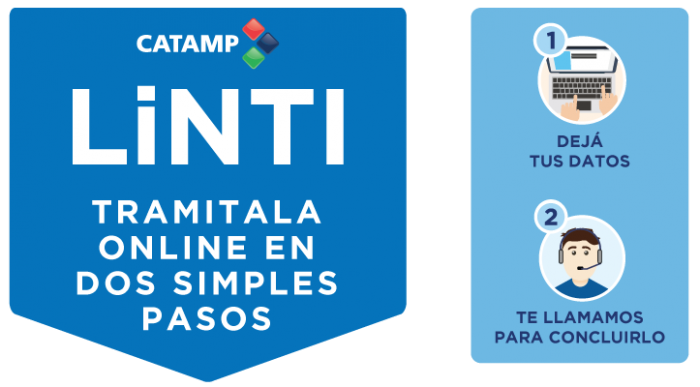 CATAMP
LiNTI
TRAMITALA
ONLINE EN
DOS SIMPLES
PASOS
1
DEJÁ
TUS DATOS
2
TE LLAMAMOS
PARA CONCLUIRLO